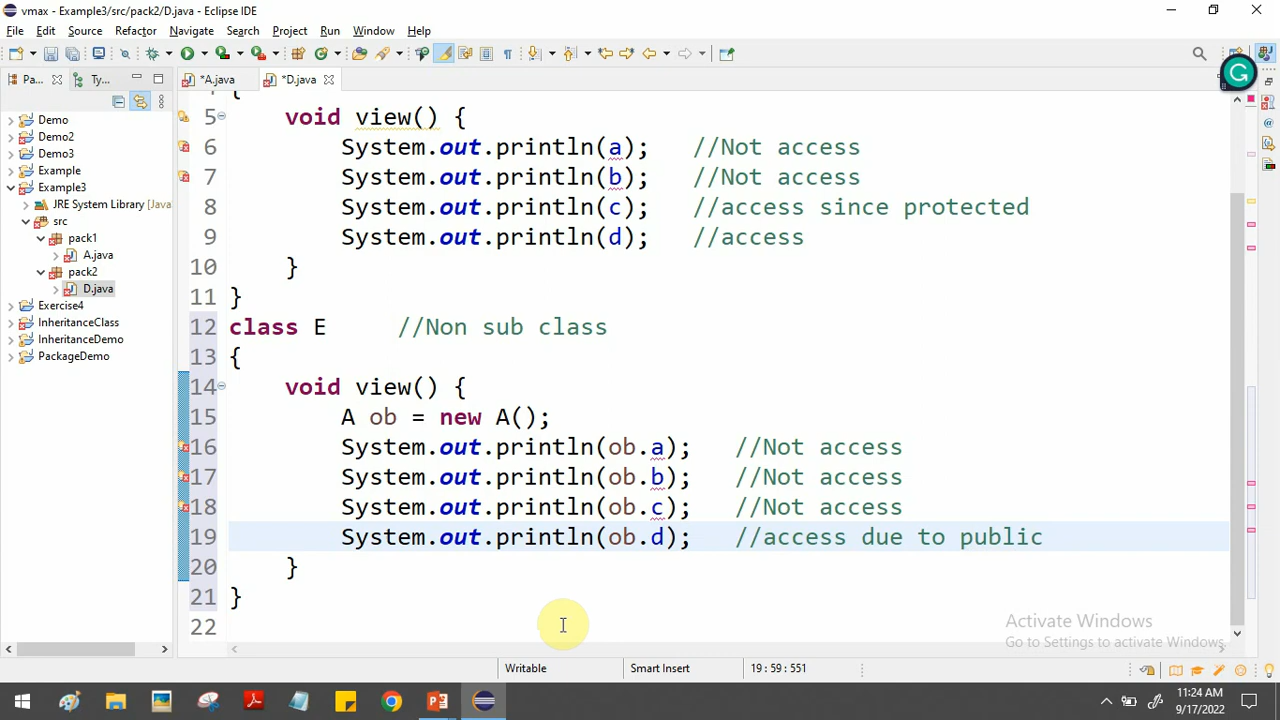 vmax - Example3/src/pack2/D.java - Eclipse IDE
File Edit Source Refactor Navigate Search Project Run Window Help
Pa... Ty... *A.java *D.java
Demo
Demo2
Demo3
Example
Example3
JRE System Library [Java
src
pack1
A.java
pack2
D.java
Exercise4
InheritanceClass
InheritanceDemo
PackageDemo
{
5 void view() {
6 System.out.println(a); //Not access
7 System.out.println(b); //Not access
8 System.out.println(c); //access since protected
9 System.out.println(d); //access
10 }
11 }
12 class E //Non sub class
13 {
14 void view() {
15 A ob = new A();
16 System.out.println(ob.a); //Not access
17 System.out.println(ob.b); //Not access
18 System.out.println(ob.c); //Not access
19 System.out.println(ob.d); //access due to public
20 }
21 }
22
Activate Windows
Go to Settings to activate Windows.
Writable Smart Insert 19 : 59 : 551
11:24 AM
9/17/2022